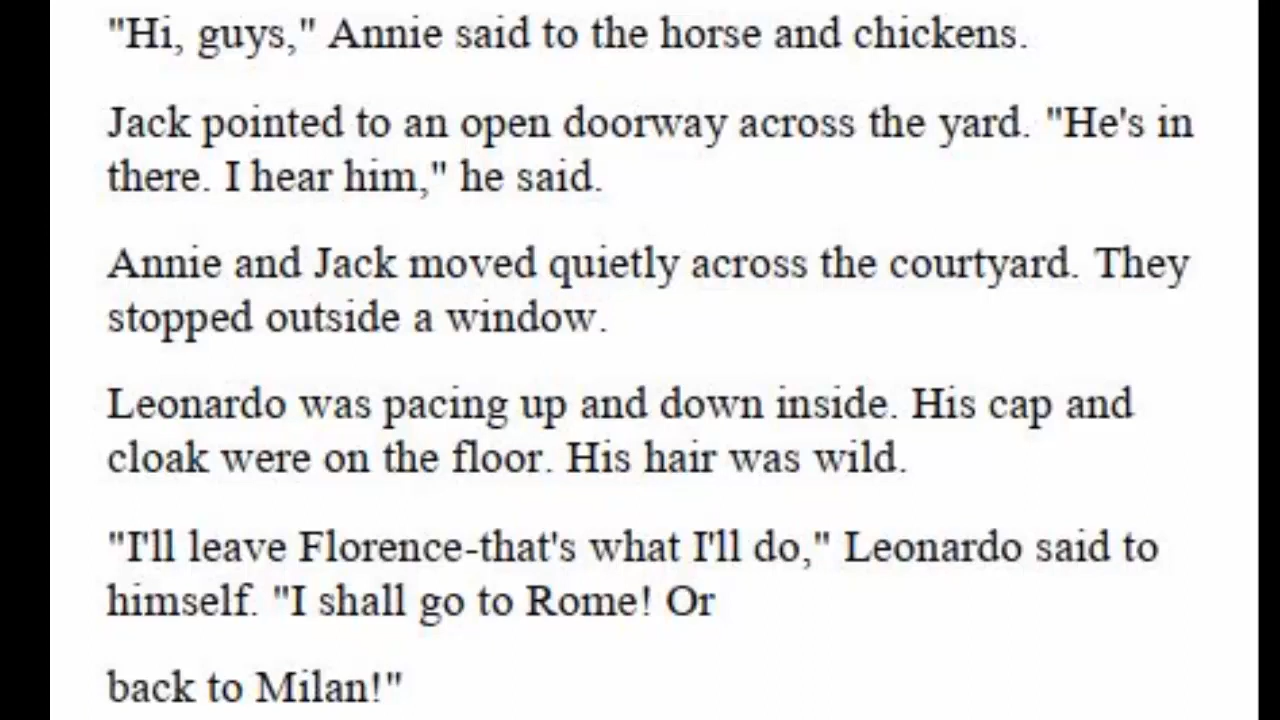 "Hi, guys," Annie said to the horse and chickens.
Jack pointed to an open doorway across the yard. "He's in
there. I hear him," he said.
Annie and Jack moved quietly across the courtyard. They
stopped outside a window.
Leonardo was pacing up and down inside. His cap and
cloak were on the floor. His hair was wild.
"I'll leave Florence-that's what I'll do," Leonardo said to
himself. "I shall go to Rome! Or
back to Milan!"